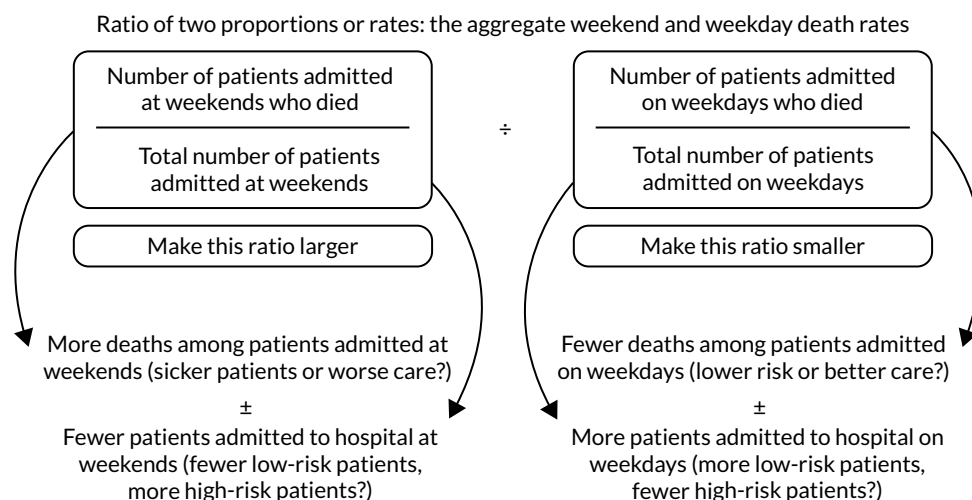 Ratio of two proportions or rates: the aggregate weekend and weekday death rates
Number of patients admitted
at weekends who died
Total number of patients
admitted at weekends
÷
Number of patients admitted
on weekdays who died
Total number of patients
admitted on weekdays
Make this ratio larger
Make this ratio smaller
More deaths among patients admitted at
weekends (sicker patients or worse care?)
±
Fewer patients admitted to hospital at
weekends (fewer low-risk patients,
more high-risk patients?)
Fewer deaths among patients admitted
on weekdays (lower risk or better care?)
±
More patients admitted to hospital on
weekdays (more low-risk patients,
fewer high-risk patients?)